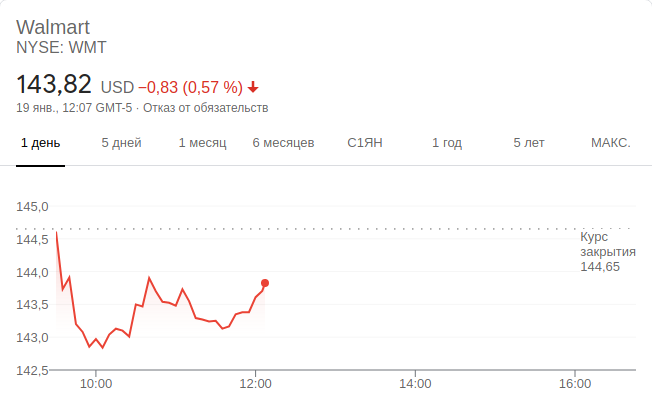 Walmart
NYSE: WMT
143,82 USD −0,83 (0,57 %)
19 янв., 12:07 GMT-5 · Отказ от обязательств
1 день 5 дней 1 месяц 6 месяцев С1ЯН 1 год 5 лет МАКС.
145,0
144,5
144,0
143,5
143,0
142,5
Курс
закрытия
144,65
10:00 12:00 14:00 16:00